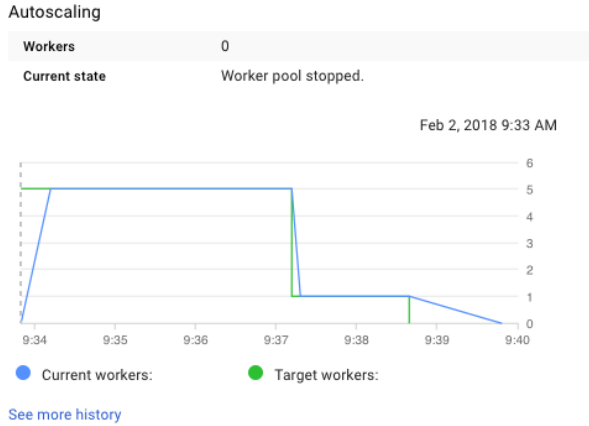 Autoscaling
Workers 0
Current state Worker pool stopped.
Feb 2, 2018 9:33 AM
6
5
4
3
2
1
0
9:34 9:35 9:36 9:37 9:38 9:39 9:40
Current workers: Target workers:
See more history